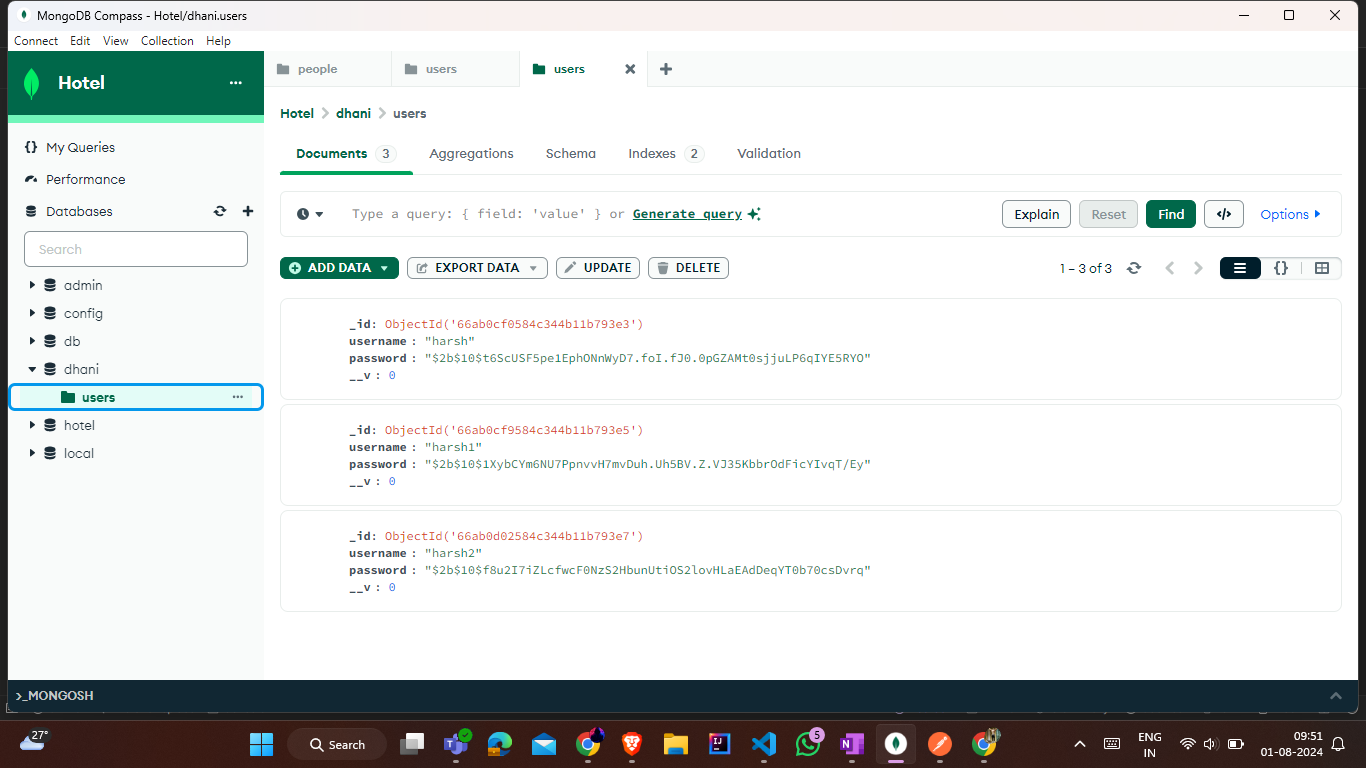 MongoDB Compass - Hotel/dhani.users
Connect Edit View Collection Help
Hotel
people users users
My Queries
Performance
Databases
Search
admin
config
db
dhani
users
hotel
local
Hotel dhani users
Documents 3 Aggregations Schema Indexes 2 Validation
Type a query: { field: 'value' } or Generate query
Explain Reset Find </> Options
ADD DATA EXPORT DATA UPDATE DELETE
1 – 3 of 3 {}
_id: ObjectId('66ab0cf0584c344b11b793e3')
username : "harsh"
password : "$2b$10$t6ScUSF5pe1EphONnWyD7.foI.fJ0.0pGZAMt0sjjuLP6qIYE5RYO"
__v : 0
_id: ObjectId('66ab0cf9584c344b11b793e5')
username : "harsh1"
password : "$2b$10$1XybCYm6NU7PpnvvH7mvDuh.Uh5BV.Z.VJ35KbbrOdFicYIvqT/Ey"
__v : 0
_id: ObjectId('66ab0d02584c344b11b793e7')
username : "harsh2"
password : "$2b$10$f8u2I7iZLcfwcF0NzS2HbunUtiOS2lovHLaEAdDeqYT0b70csDvrq"
__v : 0
>_MONGOSH
27°
Search
5
ENG
IN
09:51
01-08-2024